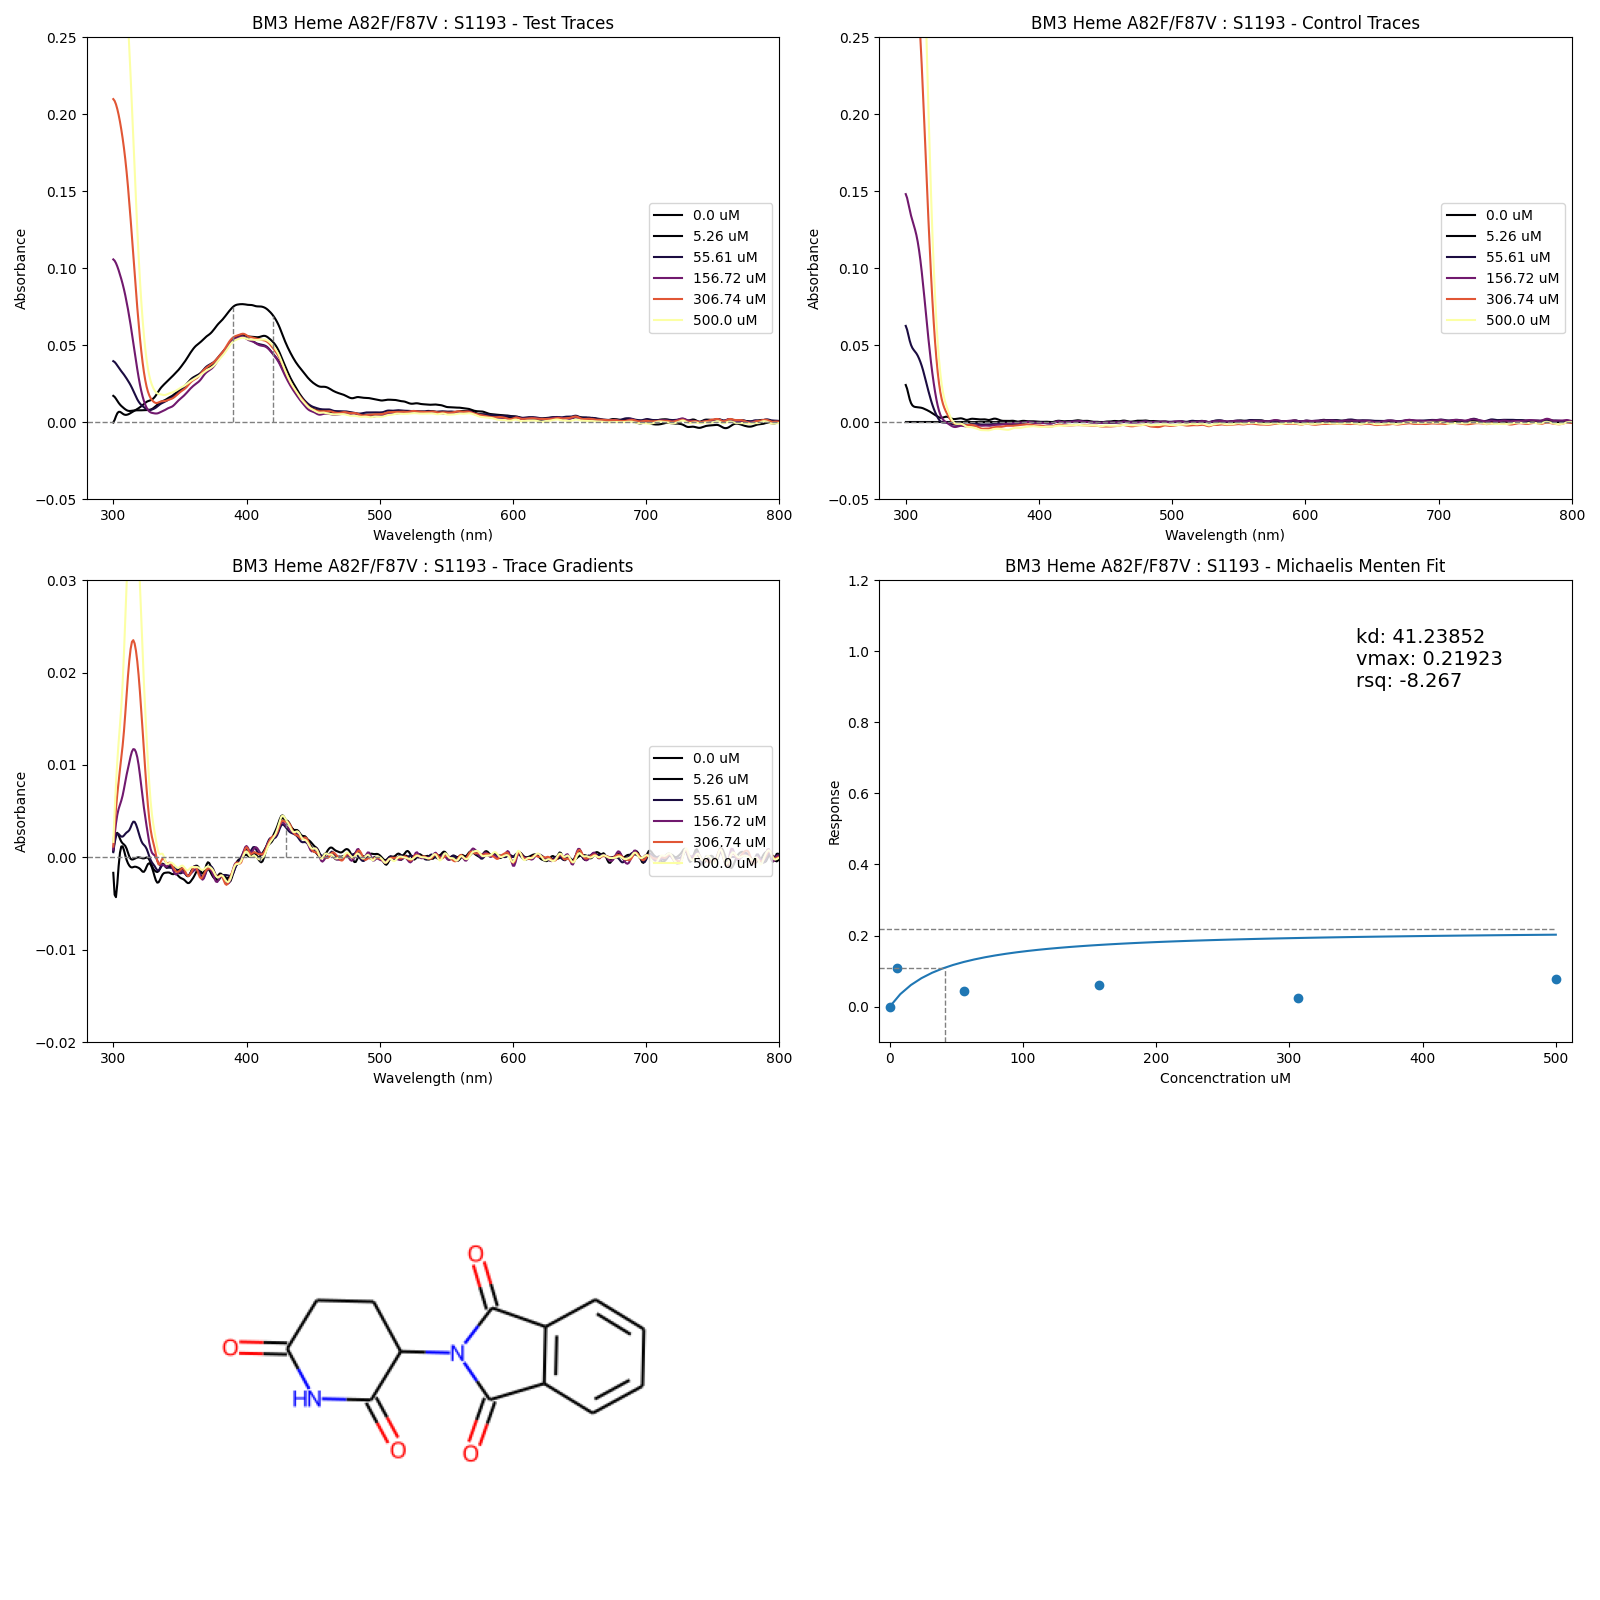 BM3 Heme A82F/F87V : S1193 - Test Traces
0.25
0.20
0.15
0.10
0.05
0.00
−0.05
Absorbance
300 400 500 600 700 800
Wavelength (nm)
0.0 uM
5.26 uM
55.61 uM
156.72 uM
306.74 uM
500.0 uM
BM3 Heme A82F/F87V : S1193 - Control Traces
0.25
0.20
0.15
0.10
0.05
0.00
−0.05
Absorbance
300 400 500 600 700 800
Wavelength (nm)
0.0 uM
5.26 uM
55.61 uM
156.72 uM
306.74 uM
500.0 uM
BM3 Heme A82F/F87V : S1193 - Trace Gradients
0.03
0.02
0.01
0.00
−0.01
−0.02
Absorbance
300 400 500 600 700 800
Wavelength (nm)
0.0 uM
5.26 uM
55.61 uM
156.72 uM
306.74 uM
500.0 uM
BM3 Heme A82F/F87V : S1193 - Michaelis Menten Fit
1.2
1.0
0.8
0.6
0.4
0.2
0.0
Response
0 100 200 300 400 500
Concenctration uM
kd: 41.23852
vmax: 0.21923
rsq: -8.267
O
O
N
HN
O
O